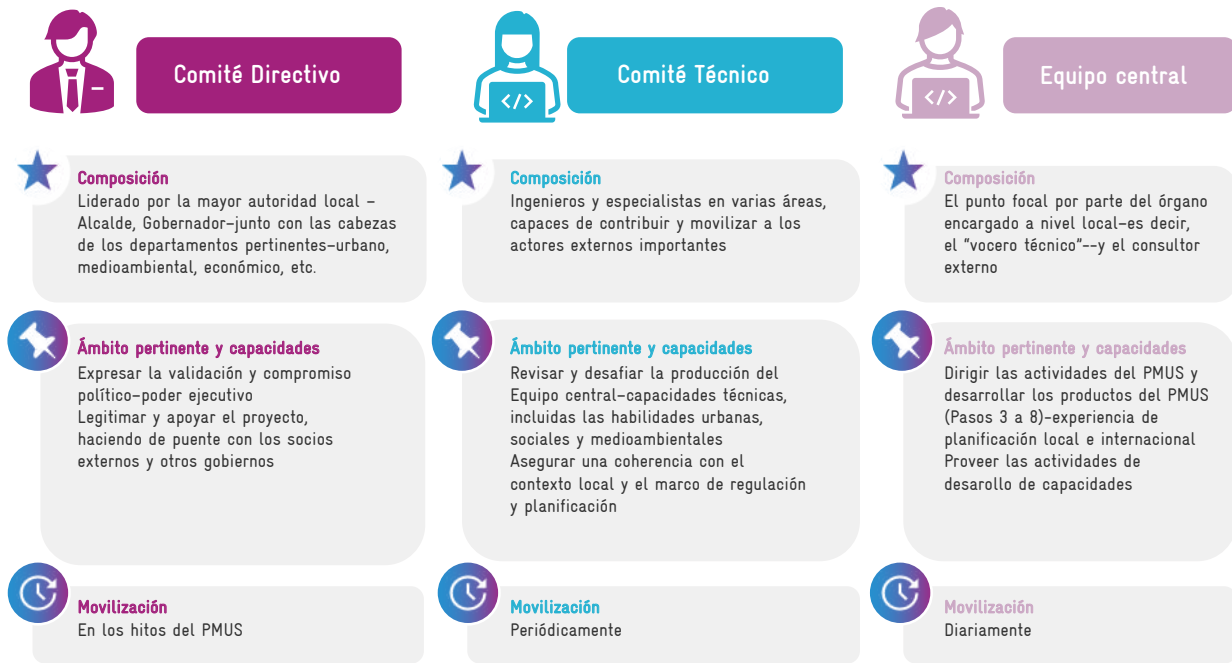 Comité Directivo
Composición
Liderado por la mayor autoridad local –
Alcalde, Gobernador–junto con las cabezas
de los departamentos pertinentes–urbano,
medioambiental, económico, etc.
Ámbito pertinente y capacidades
Expresar la validación y compromiso
político–poder ejecutivo
Legitimar y apoyar el proyecto,
haciendo de puente con los socios
externos y otros gobiernos
Movilización
En los hitos del PMUS
</>
Comité Técnico
Composición
Ingenieros y especialistas en varias áreas,
capaces de contribuir y movilizar a los
actores externos importantes
Ámbito pertinente y capacidades
Revisar y desafiar la producción del
Equipo central–capacidades técnicas,
incluidas las habilidades urbanas,
sociales y medioambientales
Asegurar una coherencia con el
contexto local y el marco de regulación
y planificación
Movilización
Periódicamente
</>
Equipo central
Composición
El punto focal por parte del órgano
encargado a nivel local–es decir,
el "vocero técnico"--y el consultor
externo
Ámbito pertinente y capacidades
Dirigir las actividades del PMUS y
desarrollar los productos del PMUS
(Pasos 3 a 8)–experiencia de
planificación local e internacional
Proveer las actividades de
desarollo de capacidades
Movilización
Diariamente